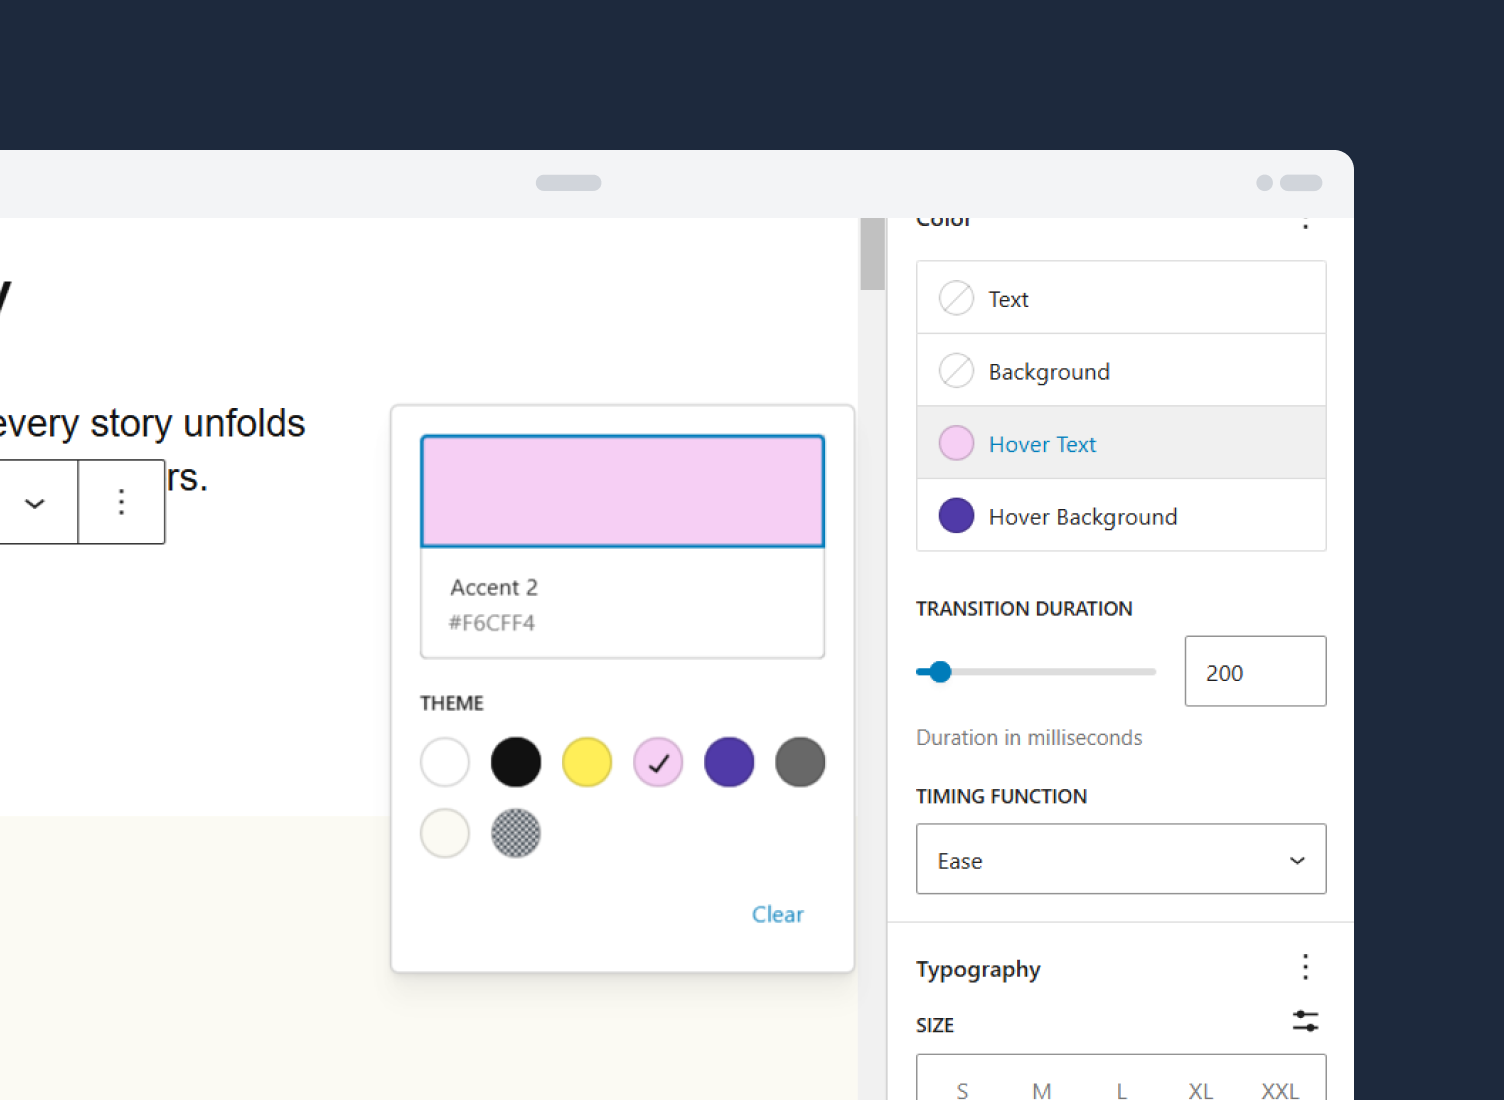 Color
y
every story unfolds
rs.
Text
Background
Hover Text
Hover Background
Accent 2
#F6CFF4
THEME
Clear
TRANSITION DURATION
200
Duration in milliseconds
TIMING FUNCTION
Ease
Typography
SIZE
S M L XL XXL